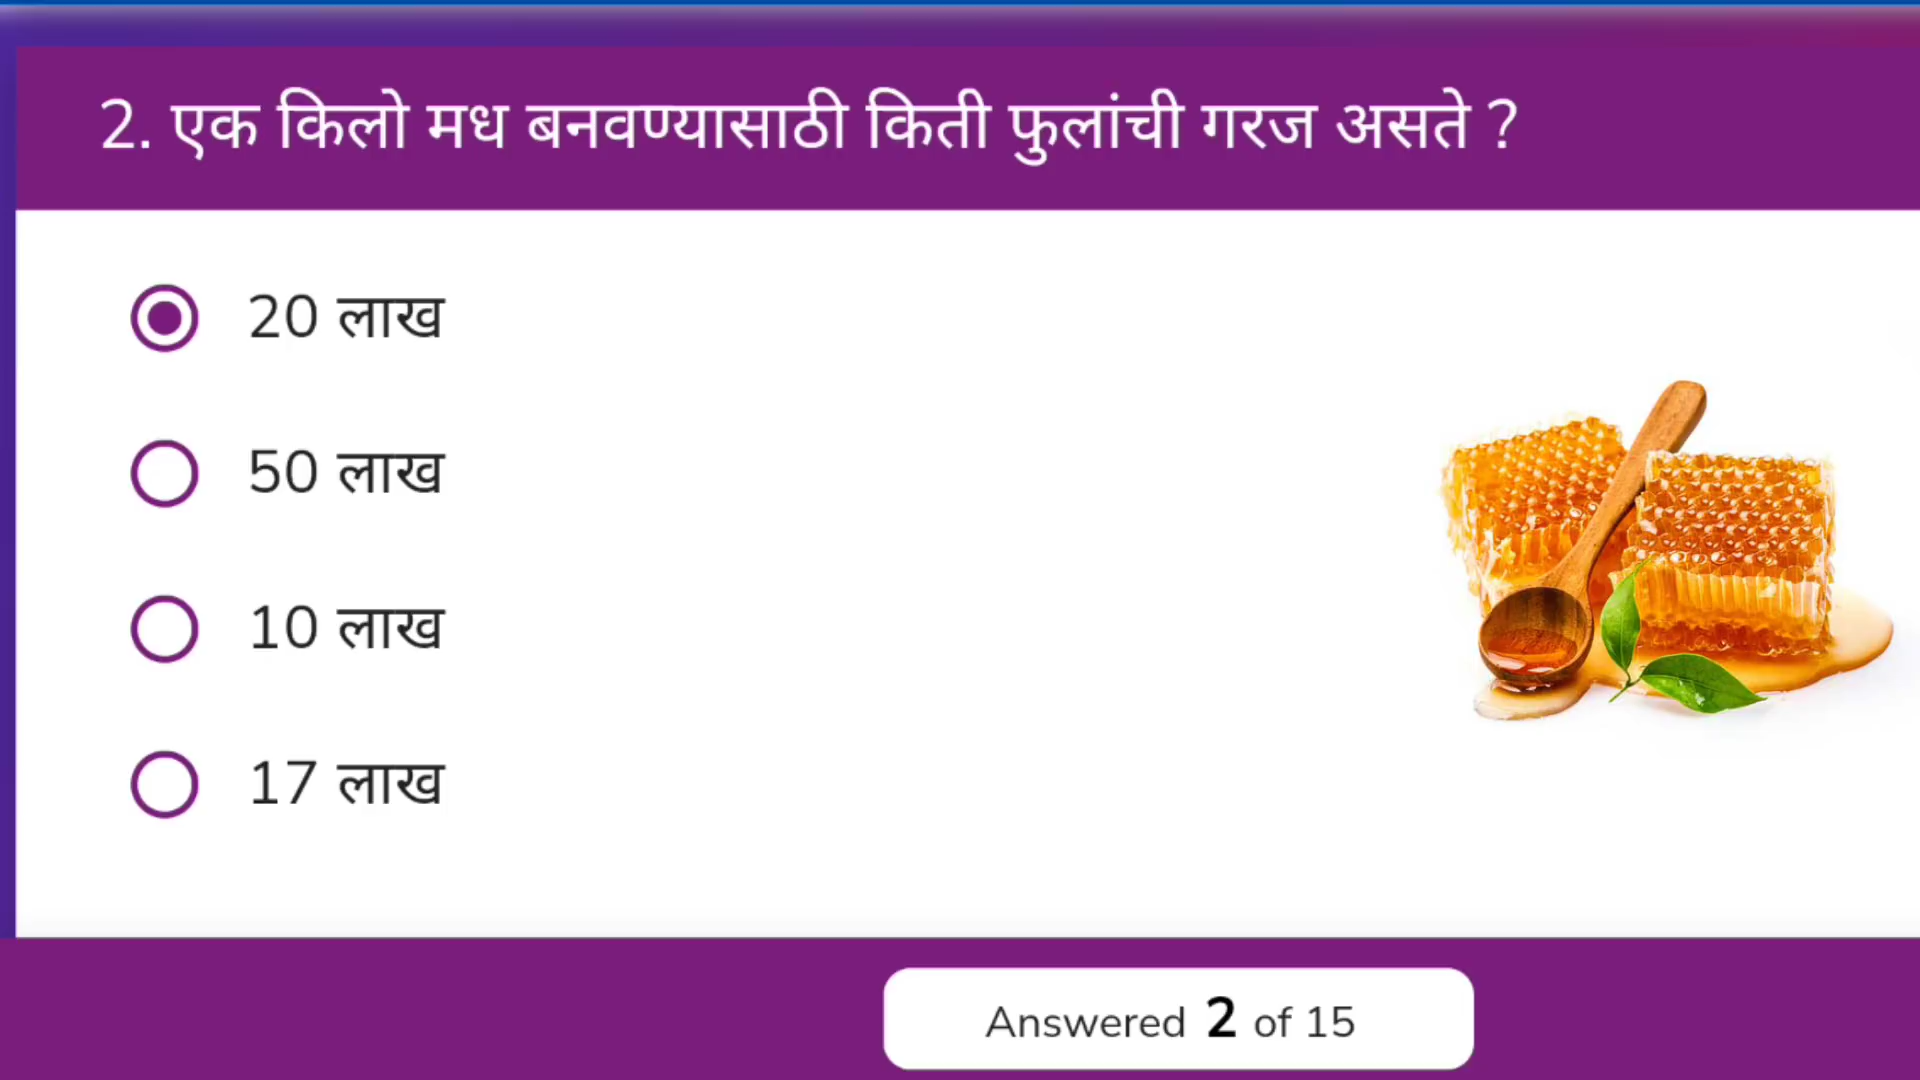 2. एक किलो मध बनवण्यासाठी किती फुलांची गरज असते ?
20 लाख
50 लाख
10 लाख
17 लाख
Answered 2 of 15